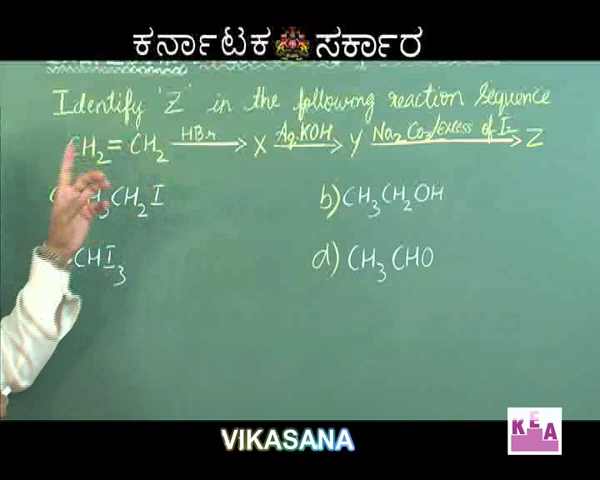 ಕರ್ನಾಟಕ ಸರ್ಕಾರ
Identify 'Z' in the following reaction sequence
CH₂ = CH₂ HBr X Aq. KOH Y Na₂CO₃/Excess of I₂ Z
CH₃CH₂I b) CH₃CH₂OH
CHI₃ d) CH₃CHO
KEA
VIKASANA